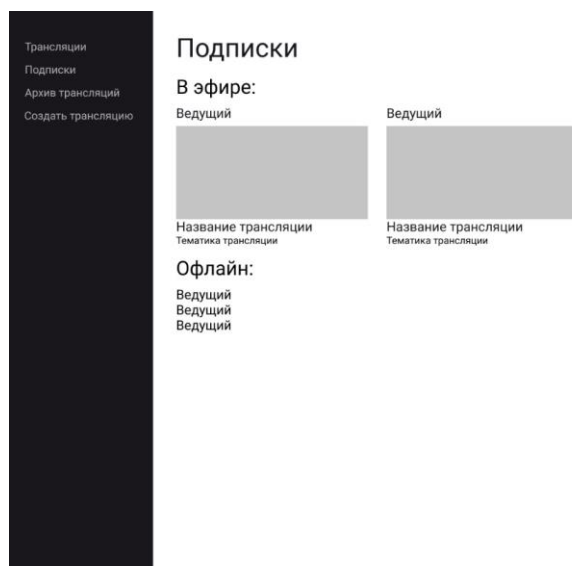 Трансляции
Подписки
Архив трансляций
Создать трансляцию
Подписки
В эфире:
Ведущий
Ведущий
Название трансляции
Название трансляции
Тематика трансляции
Тематика трансляции
Офлайн:
Ведущий
Ведущий
Ведущий